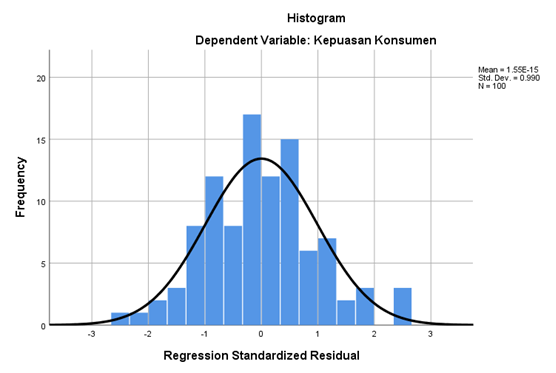 Histogram
Dependent Variable: Kepuasan Konsumen
Mean = 1.55E-15
Std. Dev. = 0.990
N = 100
20
15
10
5
0
Frequency
-3 -2 -1 0 1 2 3
Regression Standardized Residual